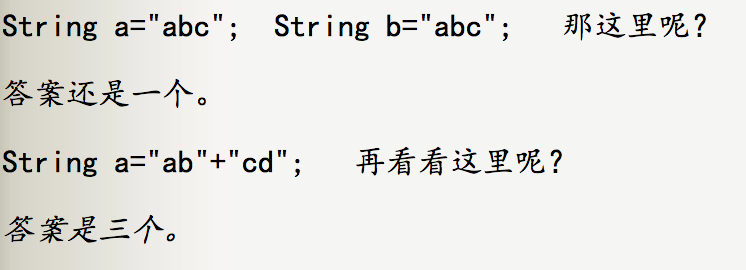 String a="abc"; String b="abc"; 那这里呢？
答案还是一个。
String a="ab"+"cd"; 再看看这里呢？
答案是三个。